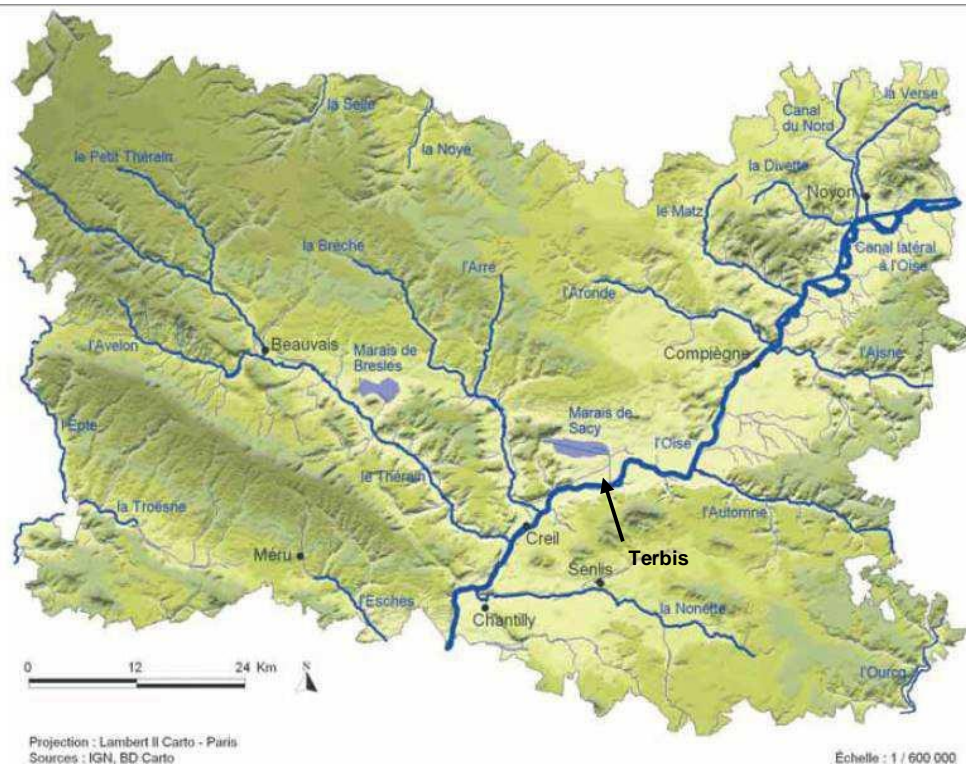 la Selle
la Noye
Canal
du Nord
la Verse
le Petit Thérain
la Divette
Noyon
le Matz
la Brèche
l'Arre
Canal latéral
à l'Oise
l'Aronde
l'Avelon
Beauvais
Marais de
Bresles
Compiègne
l'Aisne
l'Epte
Marais de
Sacy
l'Oise
le Thérain
la Troësne
l'Automne
Creil
Terbis
Méru
Senlis
l'Esches
Chantilly
la Nonette
l'Ourcq
0 12 24 Km
N
Projection : Lambert II Carto - Paris
Sources : IGN, BD Carto
Échelle : 1 / 600 000